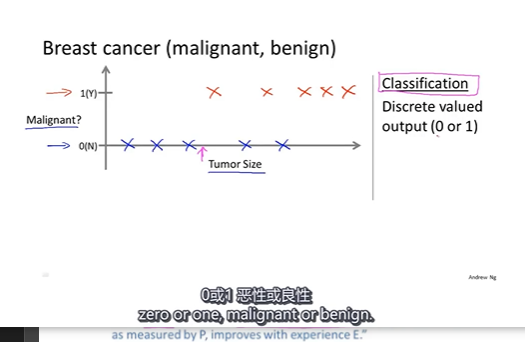 Breast cancer (malignant, benign)
1(Y)
Malignant?
0(N)
Tumor Size
Classification
Discrete valued
output (0 or 1)
Andrew Ng
0或1 恶性或良性
zero or one, malignant or benign.
as measured by P, improves with experience E."